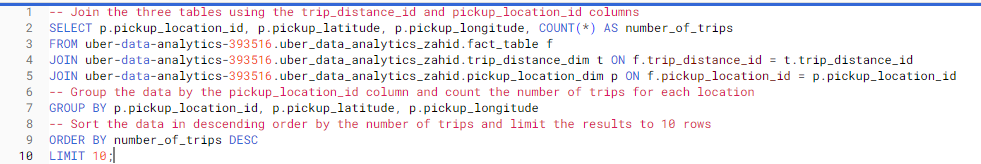 1 -- Join the three tables using the trip_distance_id and pickup_location_id columns
2 SELECT p.pickup_location_id, p.pickup_latitude, p.pickup_longitude, COUNT(*) AS number_of_trips
3 FROM uber-data-analytics-393516.uber_data_analytics_zahid.fact_table f
4 JOIN uber-data-analytics-393516.uber_data_analytics_zahid.trip_distance_dim t ON f.trip_distance_id = t.trip_distance_id
5 JOIN uber-data-analytics-393516.uber_data_analytics_zahid.pickup_location_dim p ON f.pickup_location_id = p.pickup_location_id
6 -- Group the data by the pickup_location_id column and count the number of trips for each location
7 GROUP BY p.pickup_location_id, p.pickup_latitude, p.pickup_longitude
8 -- Sort the data in descending order by the number of trips and limit the results to 10 rows
9 ORDER BY number_of_trips DESC
10 LIMIT 10;